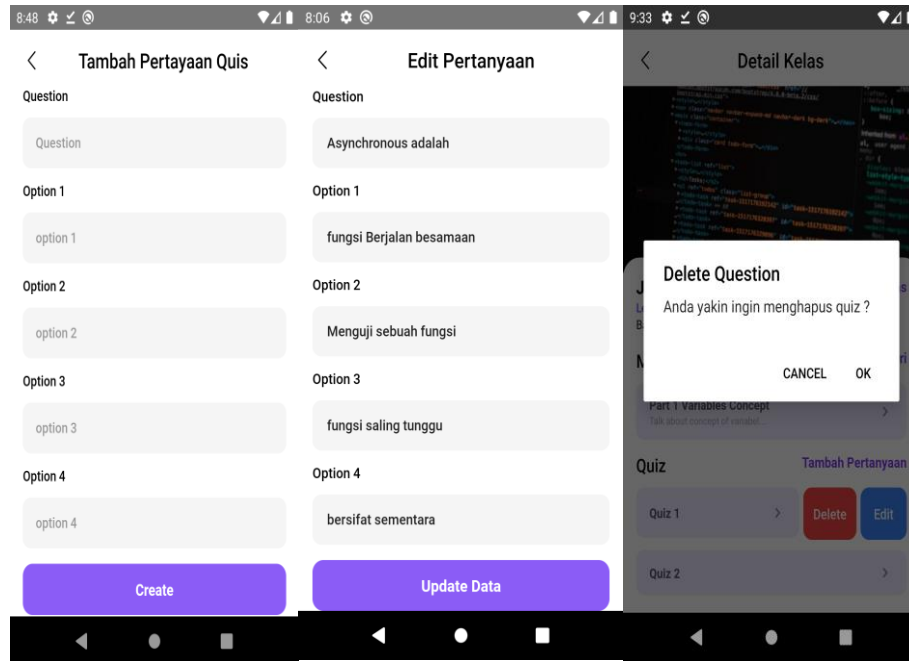 8:48
Tambah Pertayaan Quis
Question
Question
Option 1
option 1
Option 2
option 2
Option 3
option 3
Option 4
option 4
Create
8:06
Edit Pertanyaan
Question
Asynchronous adalah
Option 1
fungsi Berjalan besamaan
Option 2
Menguji sebuah fungsi
Option 3
fungsi saling tunggu
Option 4
bersifat sementara
Update Data
9:33
Detail Kelas
Delete Question
Anda yakin ingin menghapus quiz ?
CANCEL OK
Part 1 Variables Concept
Talk about concept of variabel...
Quiz Tambah Pertanyaan
Quiz 1 Delete Edit
Quiz 2